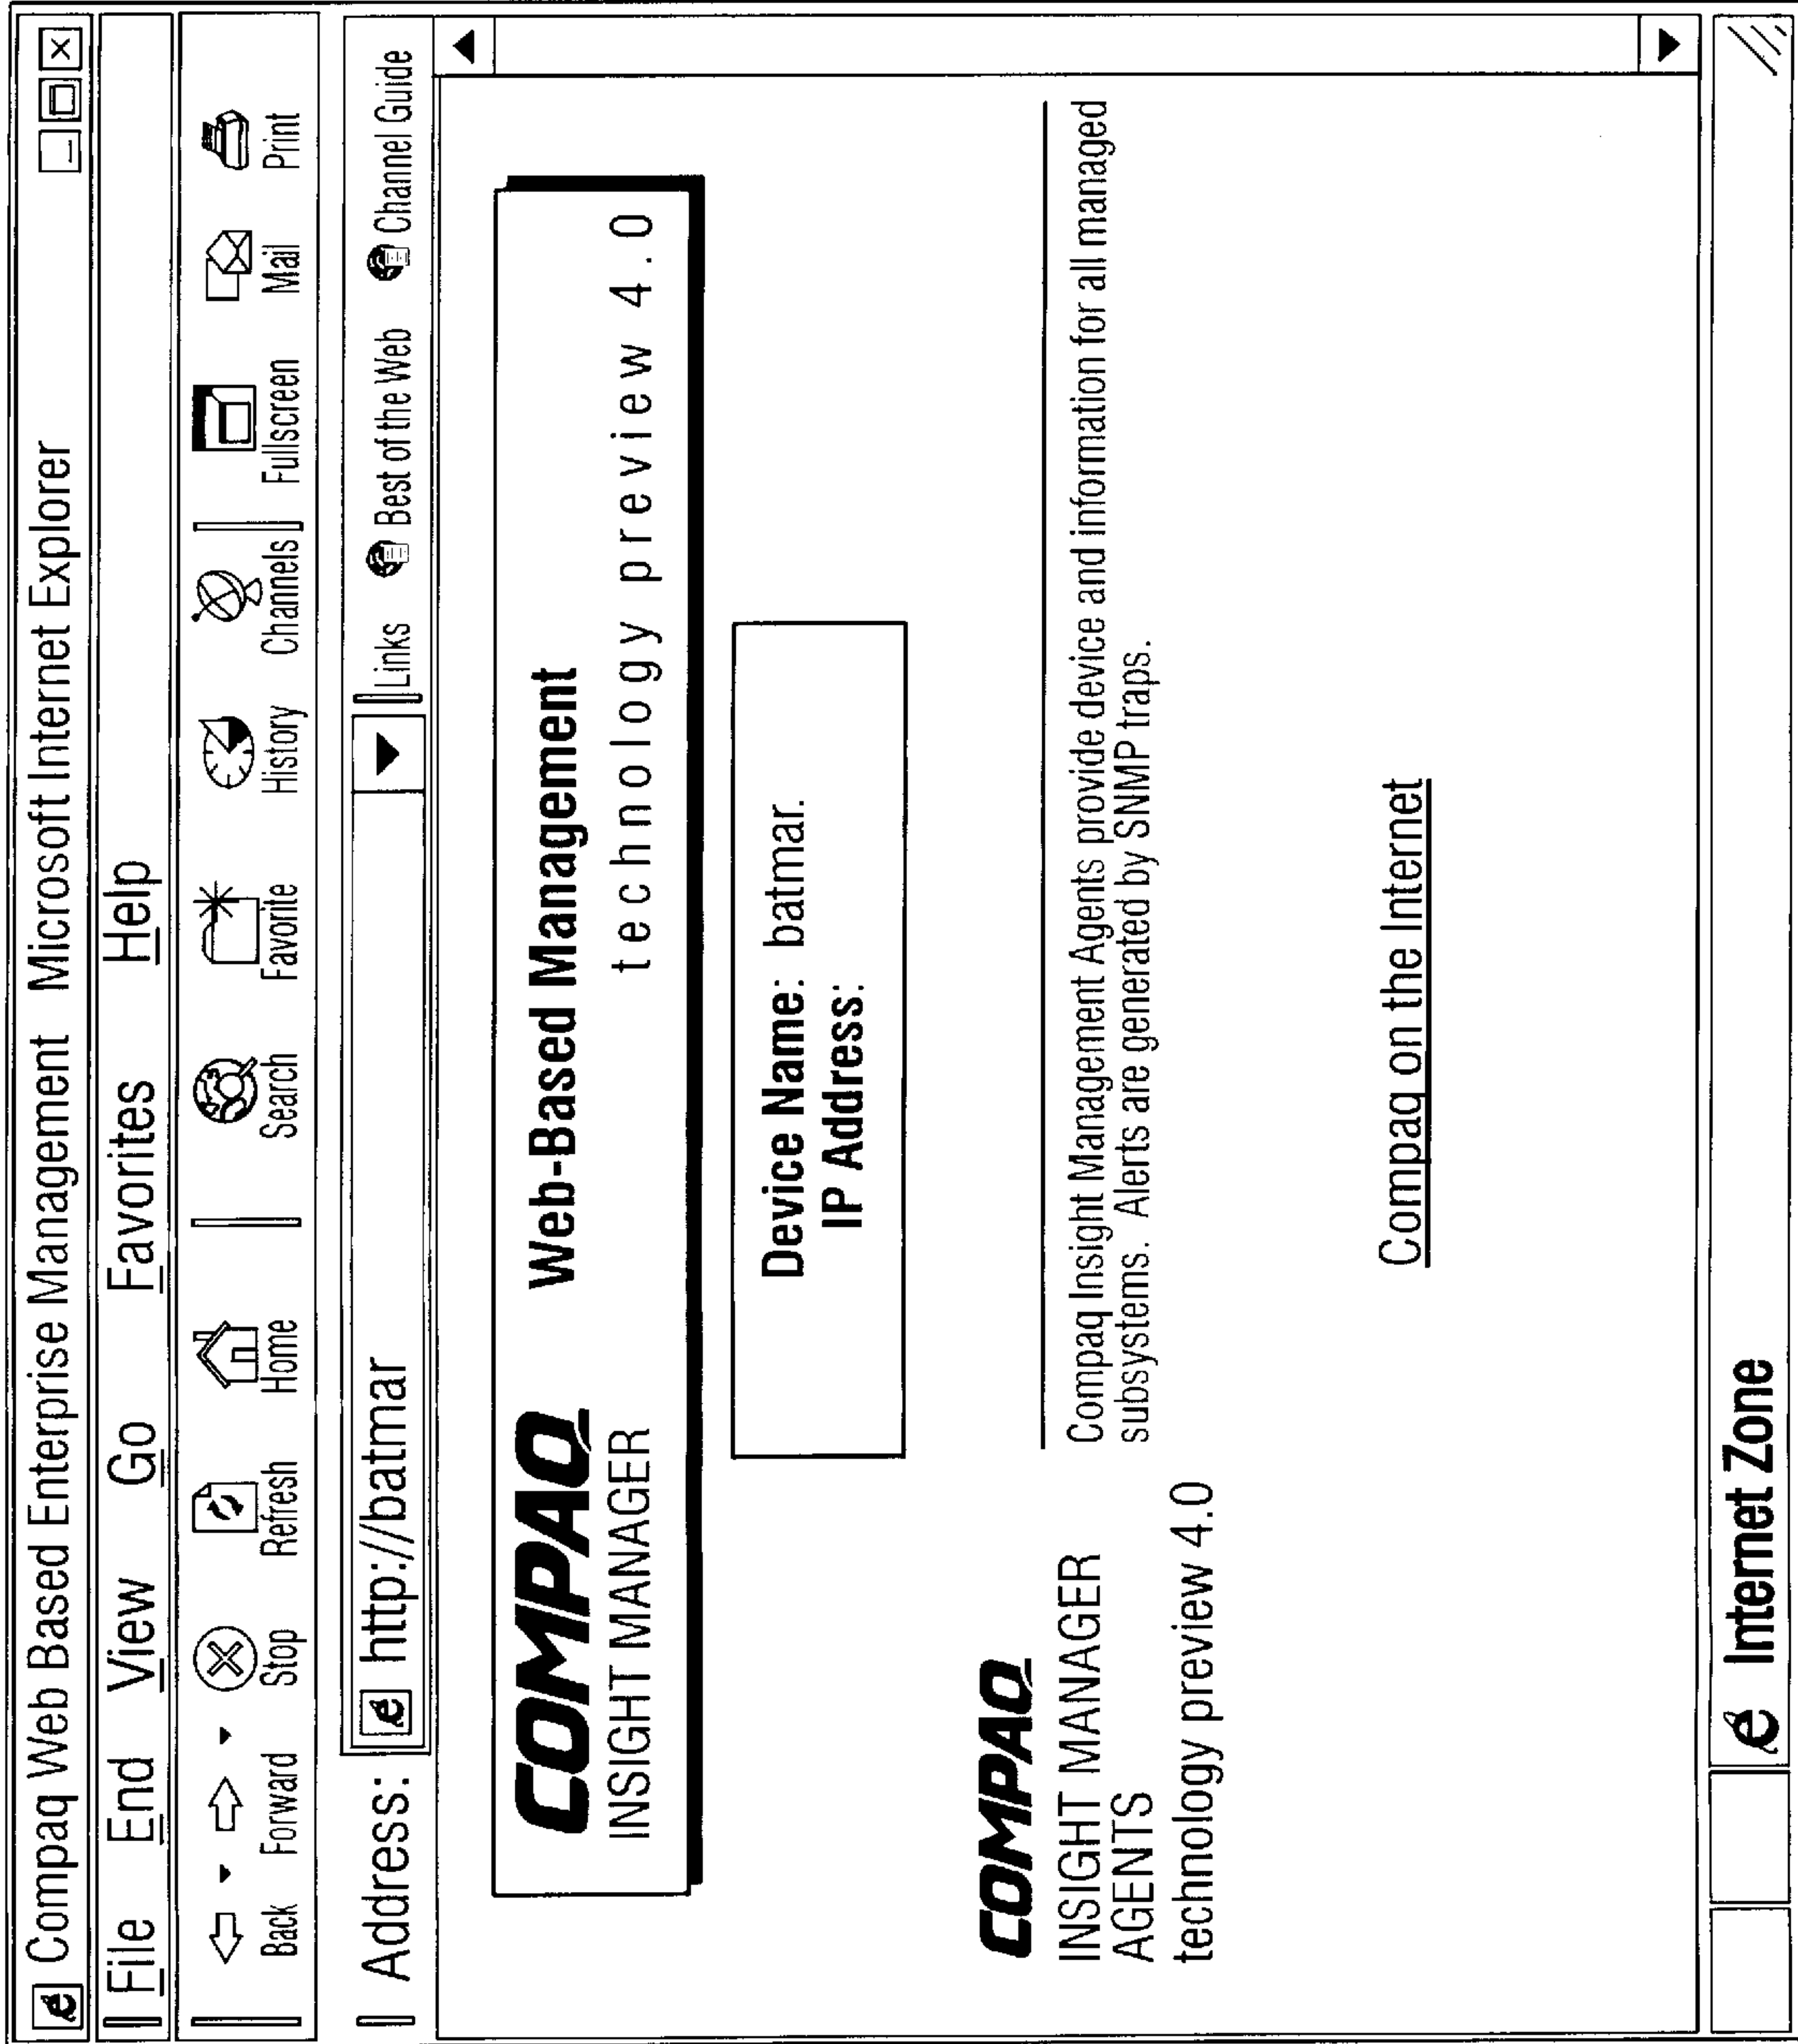 Compaq Web Based Enterprise Management Microsoft Internet Explorer
File End View Go Favorites Help
Back Forward Stop Refresh Home Search Favorite History Channels Fullscreen Mail Print
Address: http://batmar Links Best of the Web Channel Guide
COMPAQ Web-Based Management
INSIGHT MANAGER technology preview 4.0
Device Name: batmar.
IP Address:
COMPAQ
INSIGHT MANAGER
AGENTS
technology preview 4.0
Compaq Insight Management Agents provide device and information for all managed
subsystems. Alerts are generated by SNMP traps.
Compaq on the Internet
Internet Zone